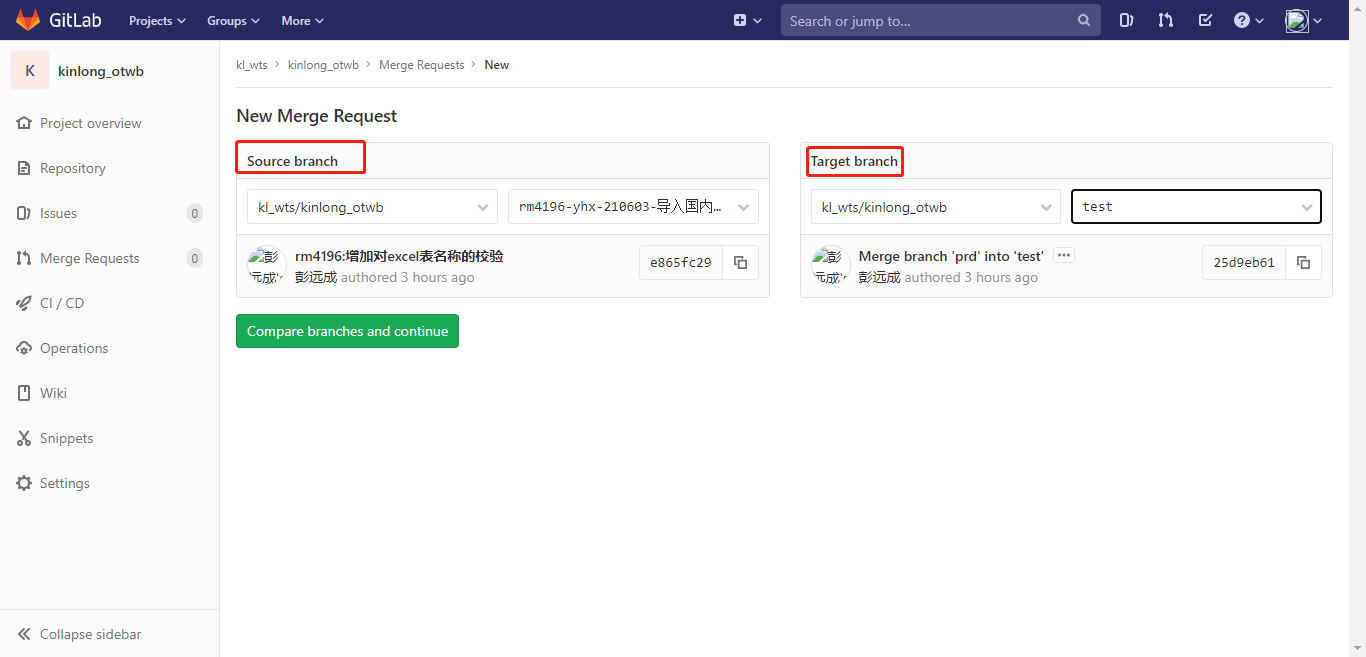 GitLab Projects Groups More Search or jump to...
K kinlong_otwb
Project overview
Repository
Issues 0
Merge Requests 0
CI / CD
Operations
Wiki
Snippets
Settings
Collapse sidebar
kl_wts > kinlong_otwb > Merge Requests > New
New Merge Request
Source branch
kl_wts/kinlong_otwb rm4196-yhx-210603-导入国内...
彭 rm4196:增加对excel表名称的校验 e865fc29
元成' 彭远成 authored 3 hours ago
Target branch
kl_wts/kinlong_otwb test
彭 Merge branch 'prd' into 'test' ... 25d9eb61
元成' 彭远成 authored 3 hours ago
Compare branches and continue